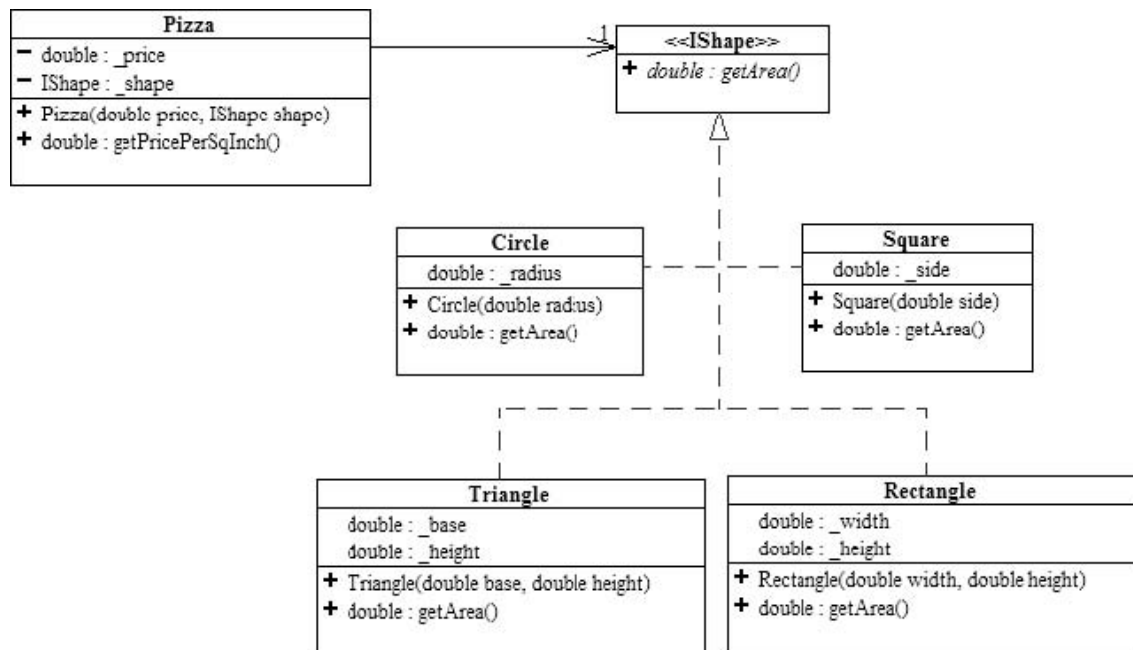 Pizza
- double : _price
- IShape : _shape
+ Pizza(double price, IShape shape)
+ double : getPricePerSqInch()
1
<<IShape>>
+ double : getArea()
Circle
double : _radius
+ Circle(double radius)
+ double : getArea()
Square
double : _side
+ Square(double side)
+ double : getArea()
Triangle
double : _base
double : _height
+ Triangle(double base, double height)
+ double : getArea()
Rectangle
double : _width
double : _height
+ Rectangle(double width, double height)
+ double : getArea()